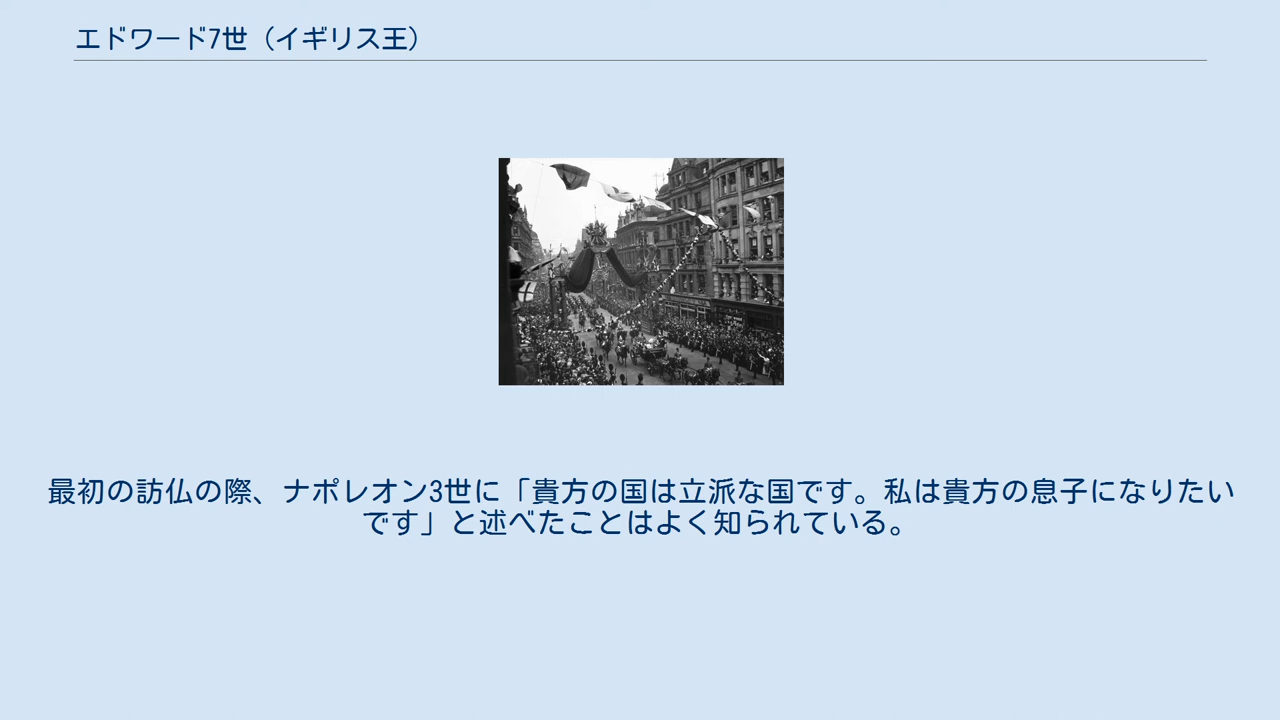 エドワード7世（イギリス王）
最初の訪仏の際、ナポレオン3世に「貴方の国は立派な国です。私は貴方の息子になりたい
です」と述べたことはよく知られている。